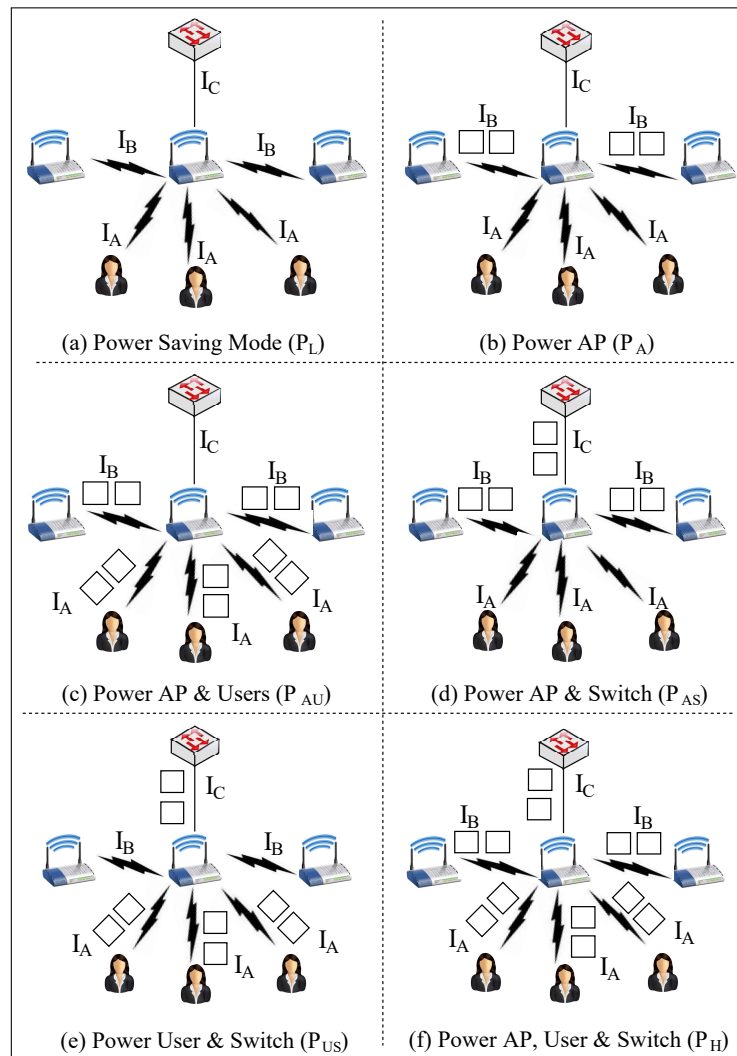 I_C
I_B
I_B
I_A
I_A
I_A
(a) Power Saving Mode (P_L)
I_C
I_B
I_B
I_A
I_A
I_A
(b) Power AP (P_A)
I_C
I_B
I_B
I_A
I_A
I_A
(c) Power AP & Users (P_AU)
I_C
I_B
I_B
I_A
I_A
I_A
(d) Power AP & Switch (P_AS)
I_C
I_B
I_B
I_A
I_A
I_A
(e) Power User & Switch (P_US)
I_C
I_B
I_B
I_A
I_A
I_A
(f) Power AP, User & Switch (P_H)